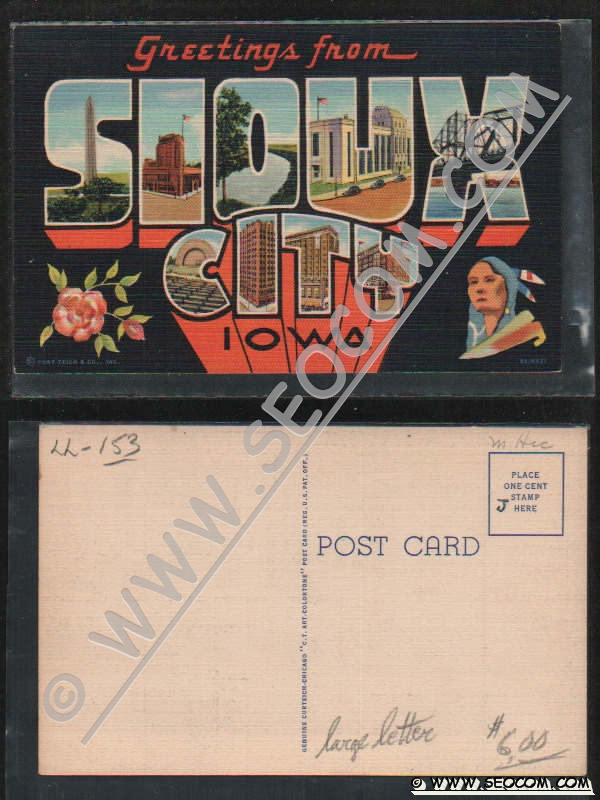 Greetings from
SIOUX
CITY
IOWA
© CURT TEICH & CO., INC.
LL-153
M. Hec
PLACE
ONE CENT
STAMP
HERE
J
POST CARD
GENUINE CURTEICH-CHICAGO "C.T. ART-COLORTONE" POST CARD (REG. U.S. PAT. OFF.)
large letter
$6.00
© WWW.SEOCOM.COM
© WWW.SEOCOM.COM